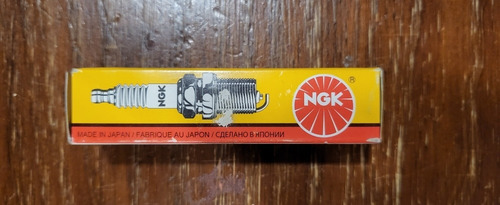 NGK
NGK
®
MADE IN JAPAN / FABRIQUE AU JAPON / СДЕЛАНО В ЯПОНИИ